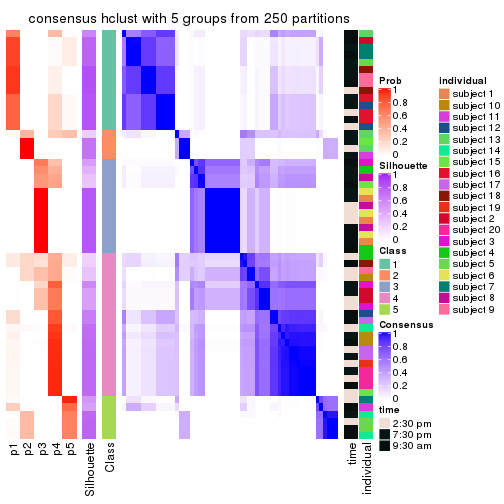 consensus hclust with 5 groups from 250 partitions
Prob
1
0.8
0.6
0.4
0.2
0
Silhouette
1
0.8
0.6
0.4
0.2
0
Class
1
2
3
4
5
Consensus
1
0.8
0.6
0.4
0.2
0
time
2:30 pm
7:30 pm
9:30 am
individual
subject 1
subject 10
subject 11
subject 12
subject 13
subject 14
subject 15
subject 16
subject 17
subject 18
subject 19
subject 2
subject 20
subject 3
subject 4
subject 5
subject 6
subject 7
subject 8
subject 9
p1
p2
p3
p4
p5
Silhouette
Class
time
individual